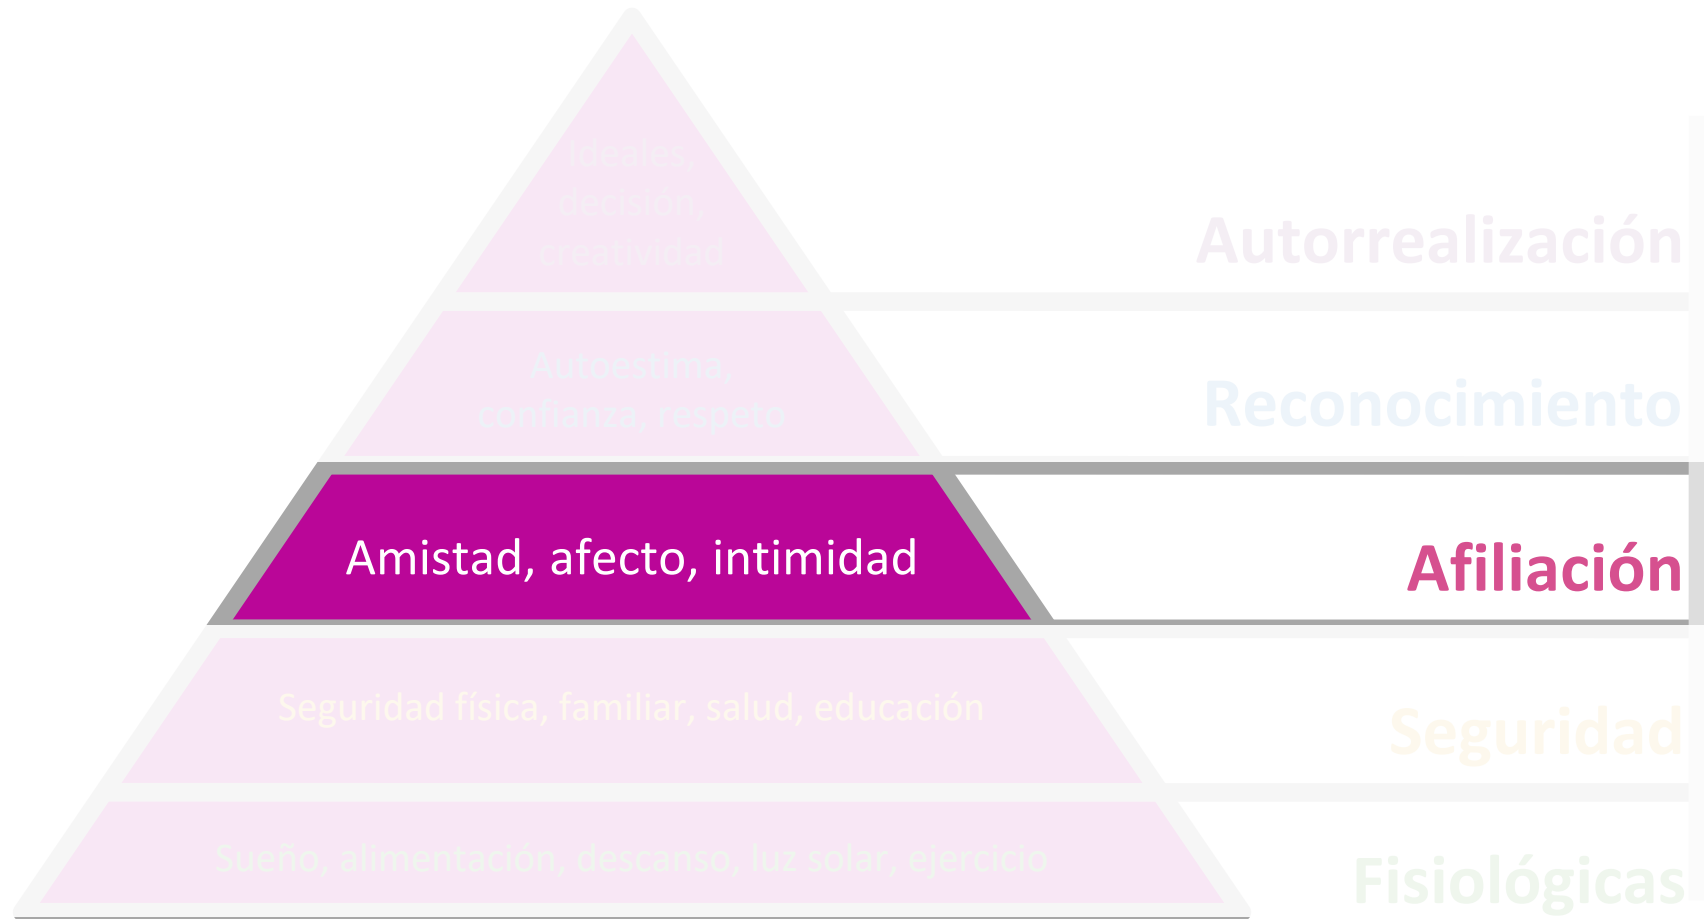 Ideales,
decisión,
creatividad
Autorrealización
Autoestima,
confianza, respeto
Reconocimiento
Amistad, afecto, intimidad
Afiliación
Seguridad física, familiar, salud, educación
Seguridad
Sueño, alimentación, descanso, luz solar, ejercicio
Fisiológicas